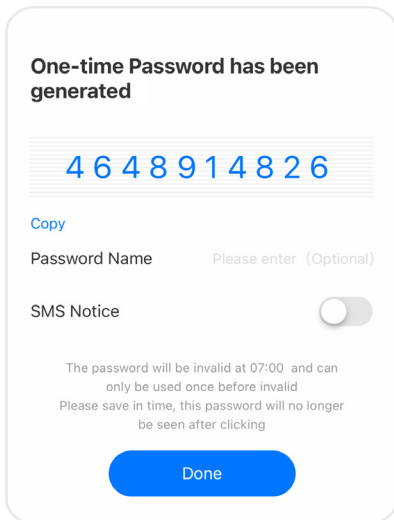 One-time Password has been
generated
4648914826
Copy
Password Name Please enter (Optional)
SMS Notice
The password will be invalid at 07:00 and can
only be used once before invalid
Please save in time, this password will no longer
be seen after clicking
Done